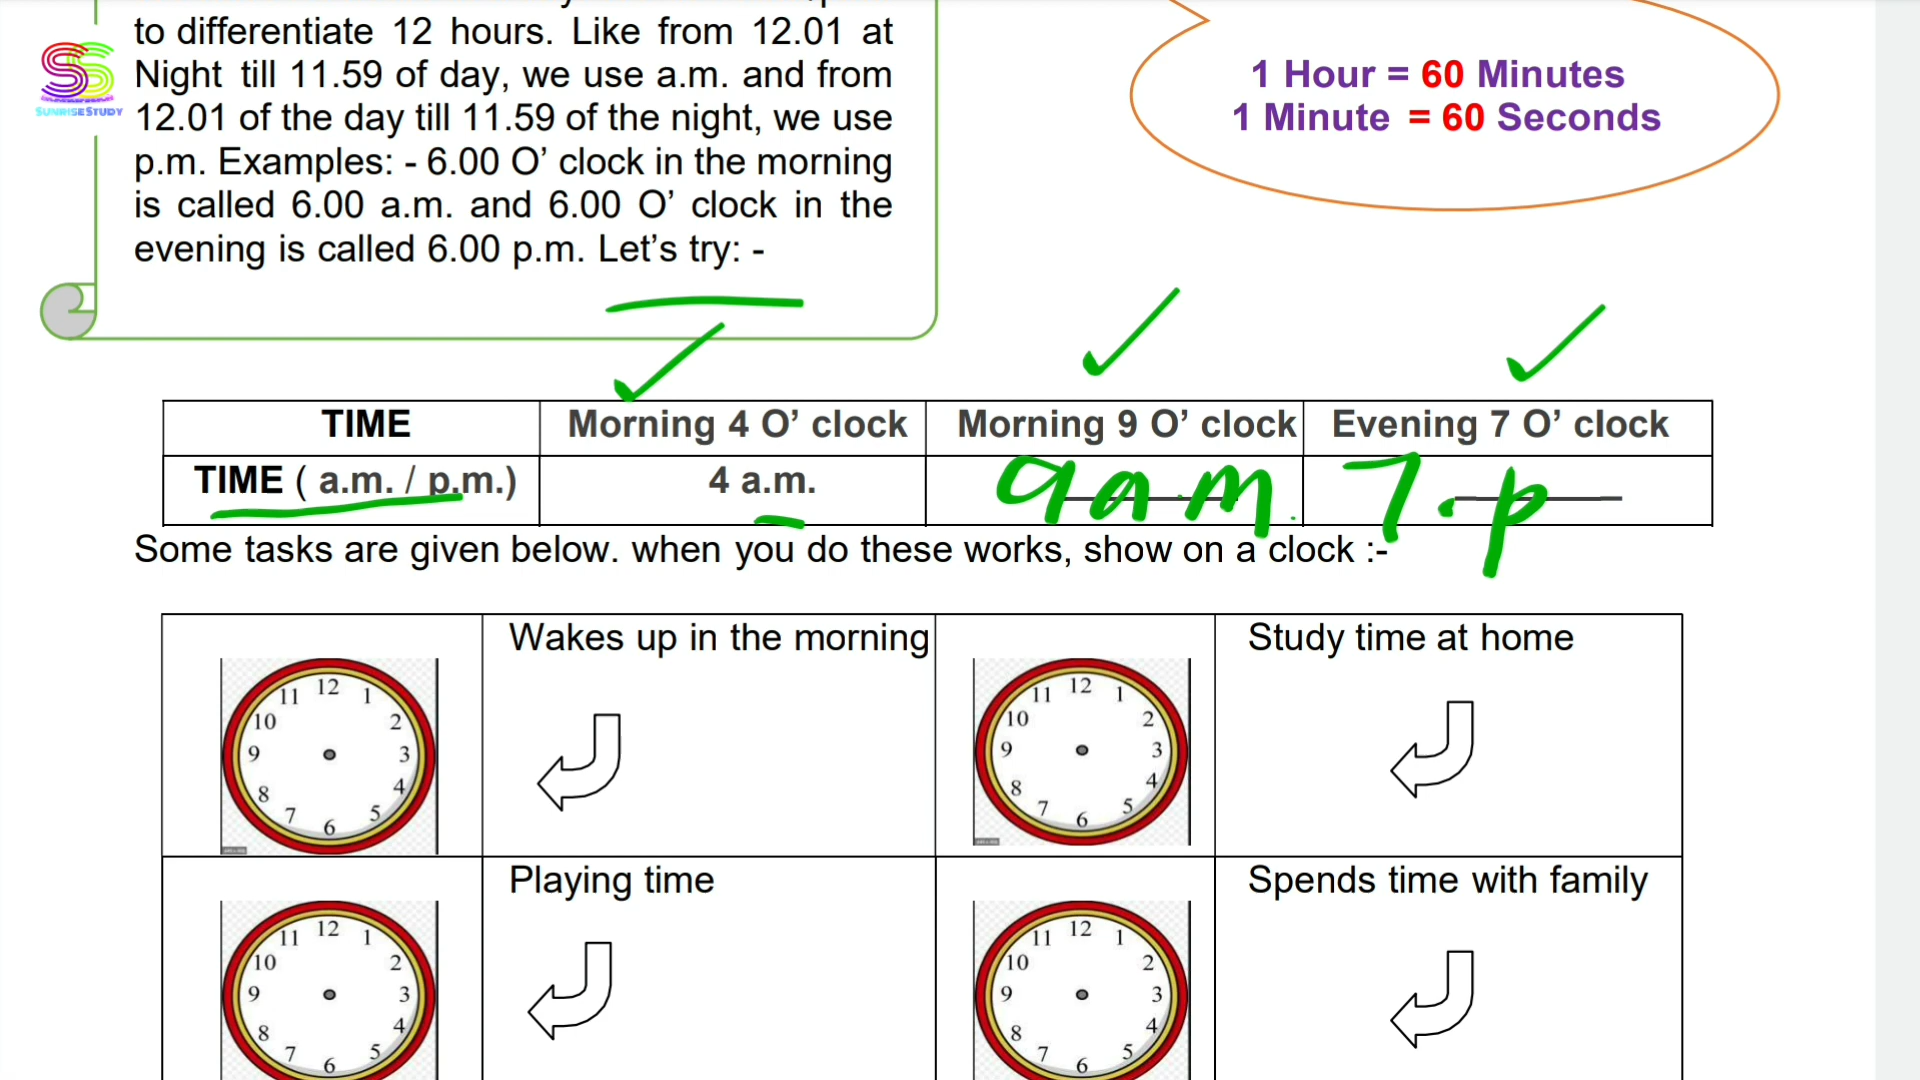 to differentiate 12 hours. Like from 12.01 at
Night till 11.59 of day, we use a.m. and from
12.01 of the day till 11.59 of the night, we use
p.m. Examples: - 6.00 O’ clock in the morning
is called 6.00 a.m. and 6.00 O’ clock in the
evening is called 6.00 p.m. Let’s try: -
SS
SUNRISE STUDY
1 Hour = 60 Minutes
1 Minute = 60 Seconds
TIME Morning 4 O’ clock Morning 9 O’ clock Evening 7 O’ clock
TIME ( a.m. / p.m.) 4 a.m. 9 a.m. 7.p
Some tasks are given below. when you do these works, show on a clock :-
Wakes up in the morning
12 1 2 3 4 5 6 7 8 9 10 11
Study time at home
12 1 2 3 4 5 6 7 8 9 10 11
Playing time
12 1 2 3 4 5 6 7 8 9 10 11
Spends time with family
12 1 2 3 4 5 6 7 8 9 10 11